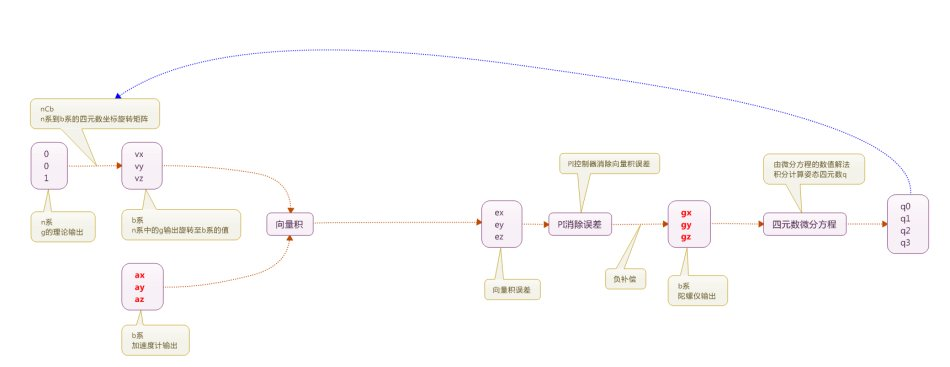 nCb
n系到b系的四元数坐标旋转矩阵
0
0
1
n系
g的理论输出
vx
vy
vz
b系
n系中的g输出旋转至b系的值
ax
ay
az
b系
加速度计输出
向量积
ex
ey
ez
向量积误差
PI控制器消除向量积误差
PI消除误差
负补偿
gx
gy
gz
b系
陀螺仪输出
由微分方程的数值解法
积分计算姿态四元数q
四元数微分方程
q0
q1
q2
q3